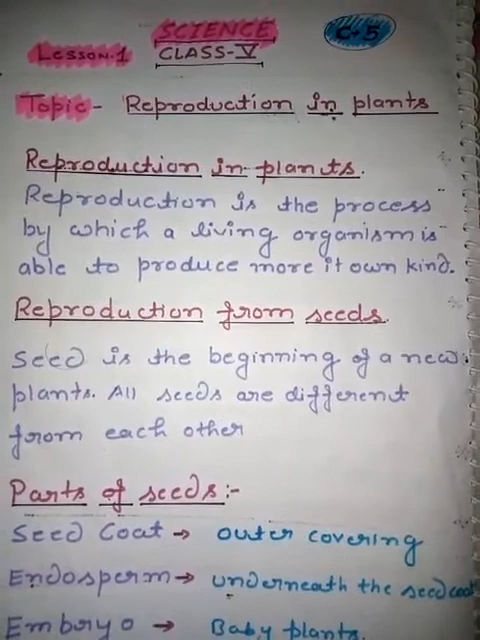 SCIENCE
C-5
Lesson.1 CLASS-V
Topic- Reproduction in plants
Reproduction in plants.
Reproduction is the process
by which a living organism is
able to produce more it own kind.
Reproduction from seeds
Seed is the beginning of a new
plants. All seeds are different
from each other
Parts of seeds:-
Seed Coat → outer covering
Endosperm → underneath the seedcoat
Embryo → Baby plants.